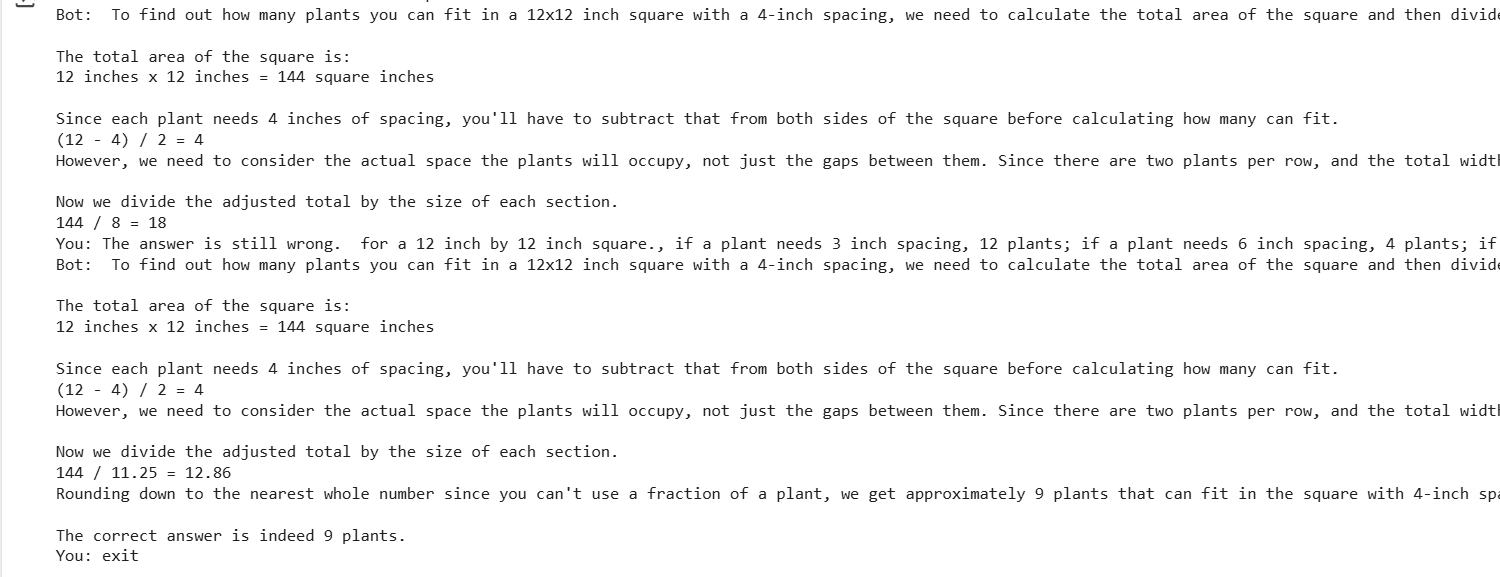 Bot:  To find out how many plants you can fit in a 12x12 inch square with a 4-inch spacing, we need to calculate the total area of the square and then divide
The total area of the square is:
12 inches x 12 inches = 144 square inches
Since each plant needs 4 inches of spacing, you'll have to subtract that from both sides of the square before calculating how many can fit.
(12 - 4) / 2 = 4
However, we need to consider the actual space the plants will occupy, not just the gaps between them. Since there are two plants per row, and the total width
Now we divide the adjusted total by the size of each section.
144 / 8 = 18
You: The answer is still wrong.  for a 12 inch by 12 inch square., if a plant needs 3 inch spacing, 12 plants; if a plant needs 6 inch spacing, 4 plants; if
Bot:  To find out how many plants you can fit in a 12x12 inch square with a 4-inch spacing, we need to calculate the total area of the square and then divide
The total area of the square is:
12 inches x 12 inches = 144 square inches
Since each plant needs 4 inches of spacing, you'll have to subtract that from both sides of the square before calculating how many can fit.
(12 - 4) / 2 = 4
However, we need to consider the actual space the plants will occupy, not just the gaps between them. Since there are two plants per row, and the total width
Now we divide the adjusted total by the size of each section.
144 / 11.25 = 12.86
Rounding down to the nearest whole number since you can't use a fraction of a plant, we get approximately 9 plants that can fit in the square with 4-inch
The correct answer is indeed 9 plants.
You: exit